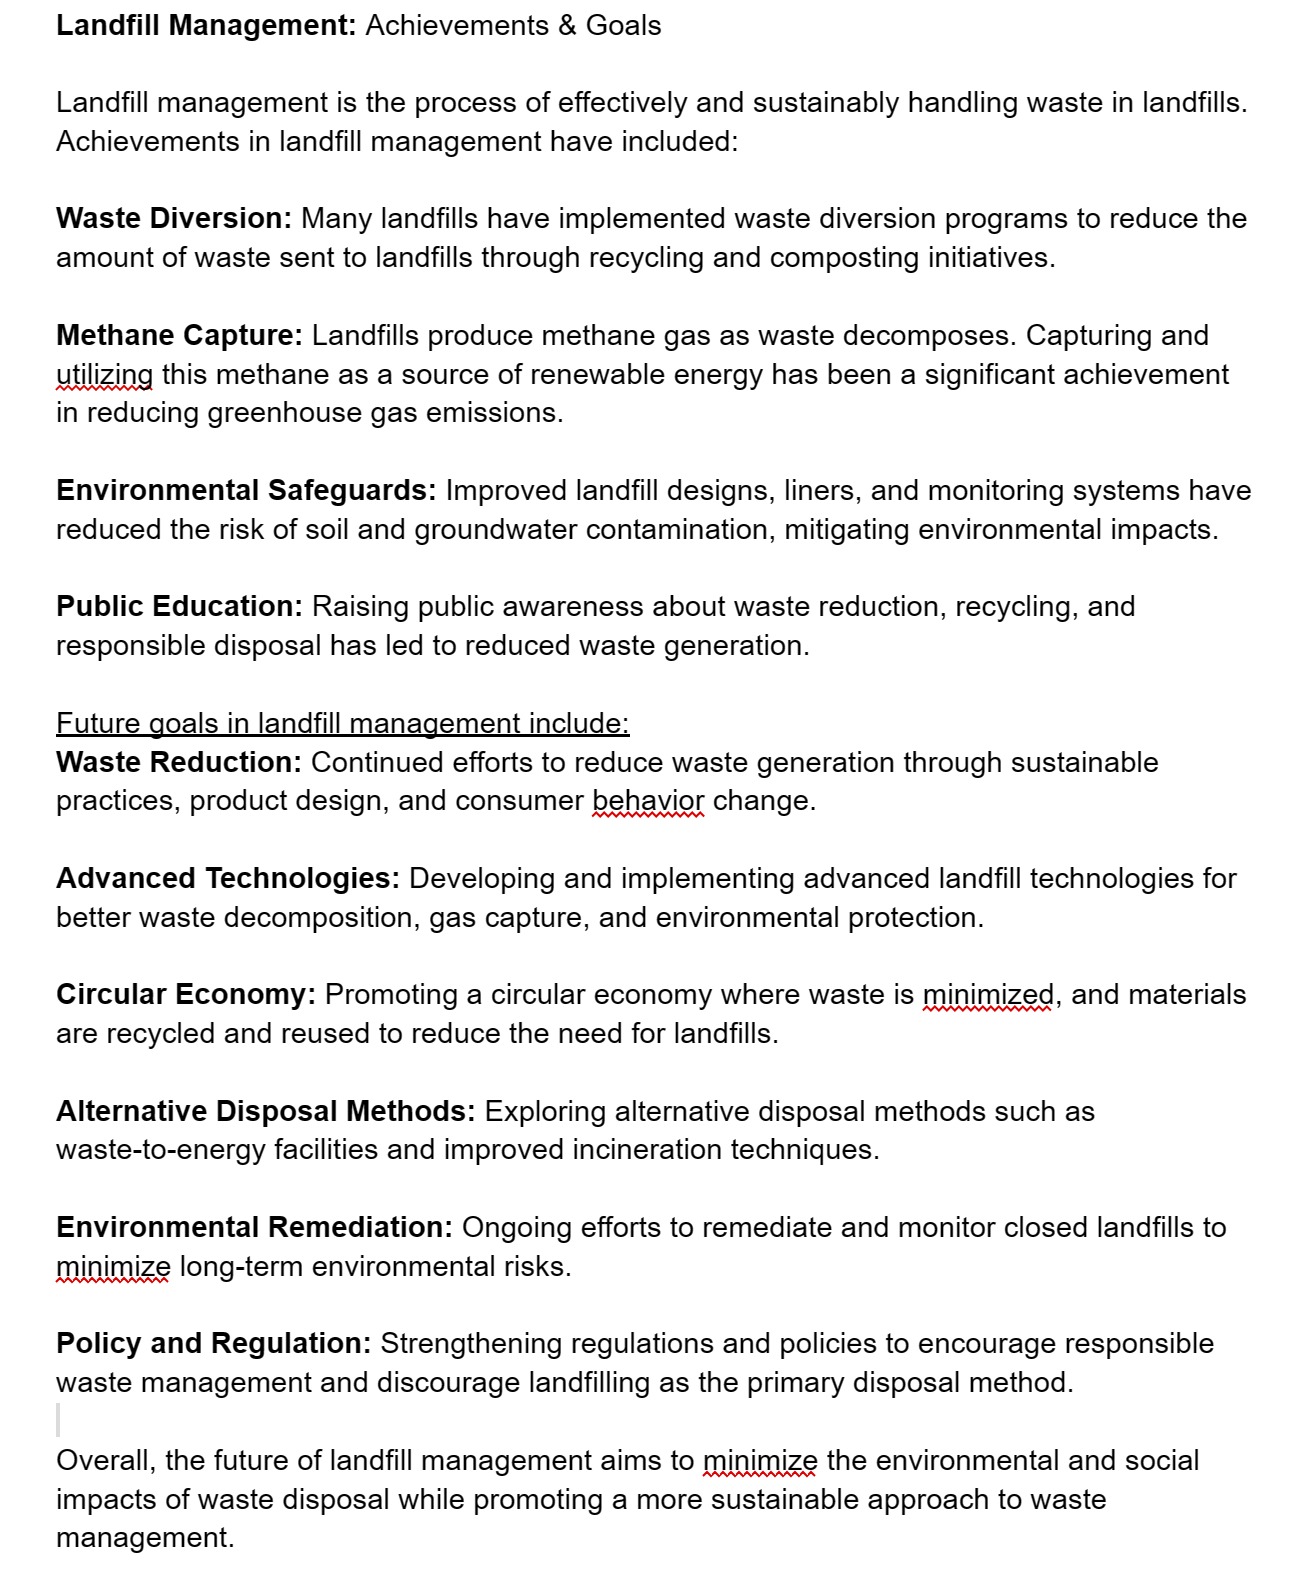 Landfill Management: Achievements & Goals
Landfill management is the process of effectively and sustainably handling waste in landfills.
Achievements in landfill management have included:
Waste Diversion: Many landfills have implemented waste diversion programs to reduce the
amount of waste sent to landfills through recycling and composting initiatives.
Methane Capture: Landfills produce methane gas as waste decomposes. Capturing and
utilizing this methane as a source of renewable energy has been a significant achievement
in reducing greenhouse gas emissions.
Environmental Safeguards: Improved landfill designs, liners, and monitoring systems have
reduced the risk of soil and groundwater contamination, mitigating environmental impacts.
Public Education: Raising public awareness about waste reduction, recycling, and
responsible disposal has led to reduced waste generation.
Future goals in landfill management include:
Waste Reduction: Continued efforts to reduce waste generation through sustainable
practices, product design, and consumer behavior change.
Advanced Technologies: Developing and implementing advanced landfill technologies for
better waste decomposition, gas capture, and environmental protection.
Circular Economy: Promoting a circular economy where waste is minimized, and materials
are recycled and reused to reduce the need for landfills.
Alternative Disposal Methods: Exploring alternative disposal methods such as
waste-to-energy facilities and improved incineration techniques.
Environmental Remediation: Ongoing efforts to remediate and monitor closed landfills to
minimize long-term environmental risks.
Policy and Regulation: Strengthening regulations and policies to encourage responsible
waste management and discourage landfilling as the primary disposal method.
Overall, the future of landfill management aims to minimize the environmental and social
impacts of waste disposal while promoting a more sustainable approach to waste
management.